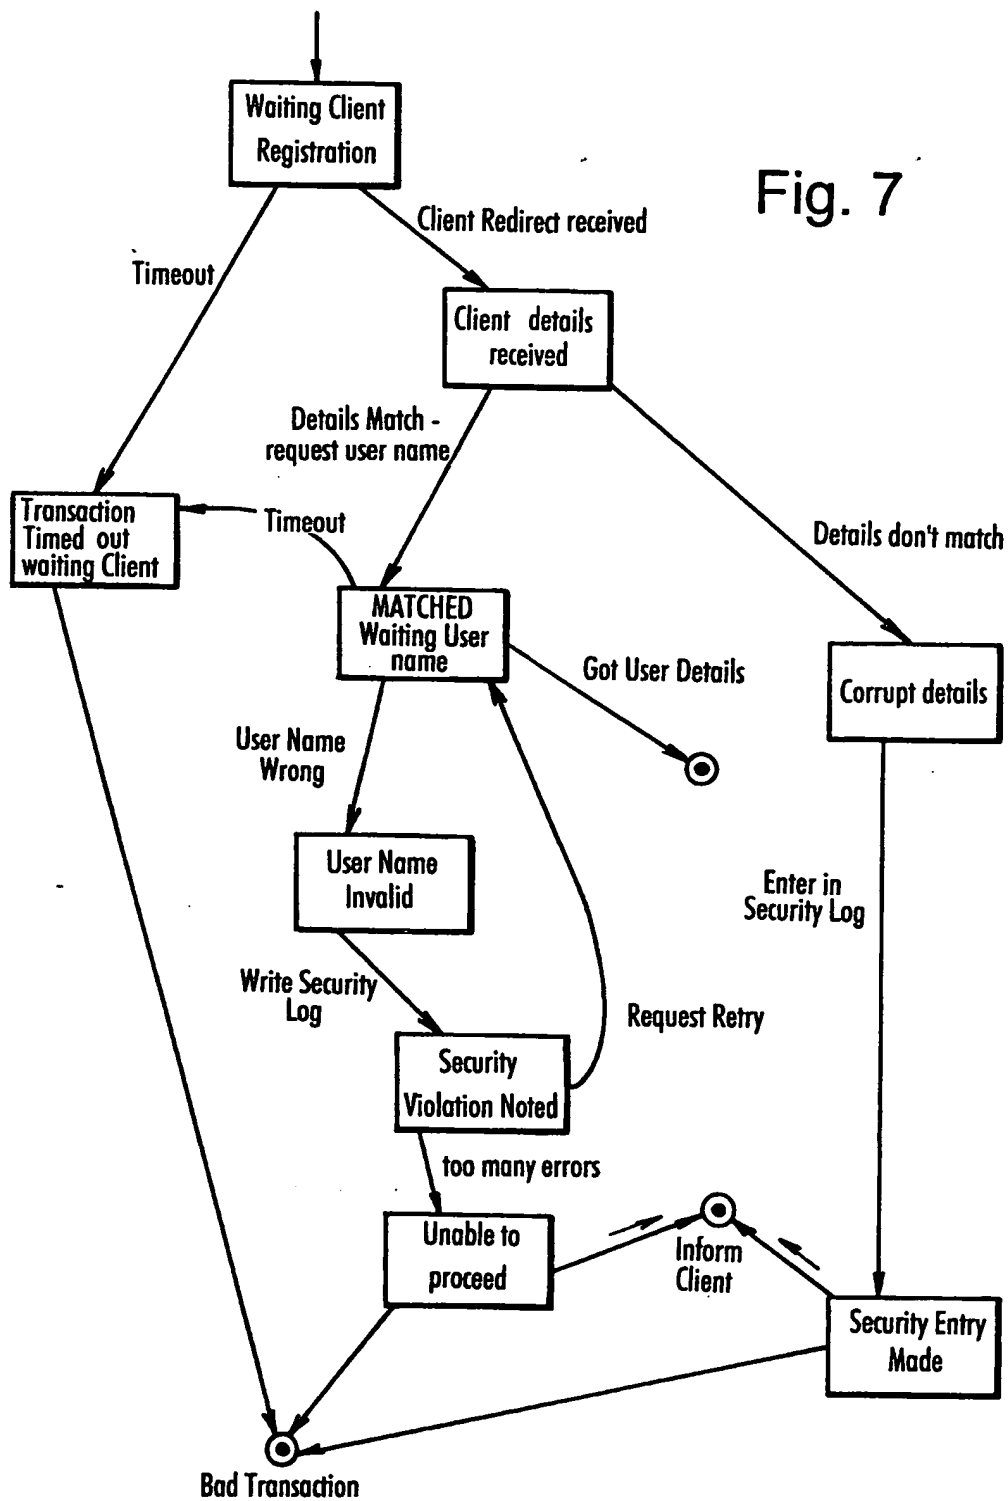 Waiting Client
Registration
Fig. 7
Client Redirect received
Timeout
Client details
received
Details Match -
request user name
Transaction
Timed out
waiting Client
Timeout
Details don't match
MATCHED
Waiting User
name
Got User Details
Corrupt details
User Name
Wrong
User Name
Invalid
Enter in
Security Log
Write Security
Log
Request Retry
Security
Violation Noted
too many errors
Unable to
proceed
Inform
Client
Security Entry
Made
Bad Transaction